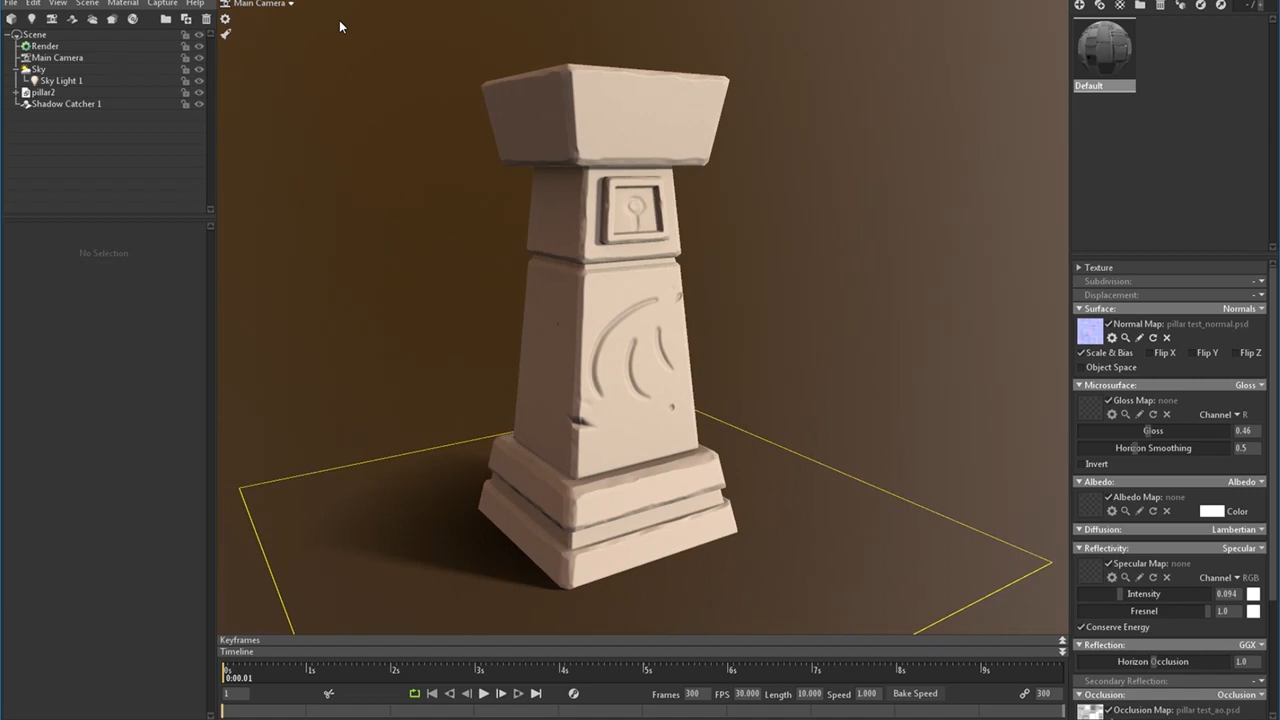 File Edit View Scene Material Capture Help
Main Camera
Scene
Render
Main Camera
Sky
Sky Light 1
pillar2
Shadow Catcher 1
No Selection
Default
Texture
Subdivision: -
Displacement: -
Surface: Normals
Normal Map: pillar test_normal.psd
Scale & Bias Flip X Flip Y Flip Z
Object Space
Microsurface: Gloss
Gloss Map: none
Channel R
Gloss 0.46
Horizon Smoothing 0.5
Invert
Albedo: Albedo
Albedo Map: none
Color
Diffusion: Lambertian
Reflectivity: Specular
Specular Map: none
Channel RGB
Intensity 0.094
Fresnel 1.0
Conserve Energy
Reflection: GGX
Horizon Occlusion 1.0
Secondary Reflection: -
Occlusion: Occlusion
Occlusion Map: pillar test_ao.psd
Keyframes
Timeline
0s 1s 2s 3s 4s 5s 6s 7s 8s 9s
0:00.01
1 Frames 300 FPS 30.000 Length 10.000 Speed 1.000 Bake Speed 300